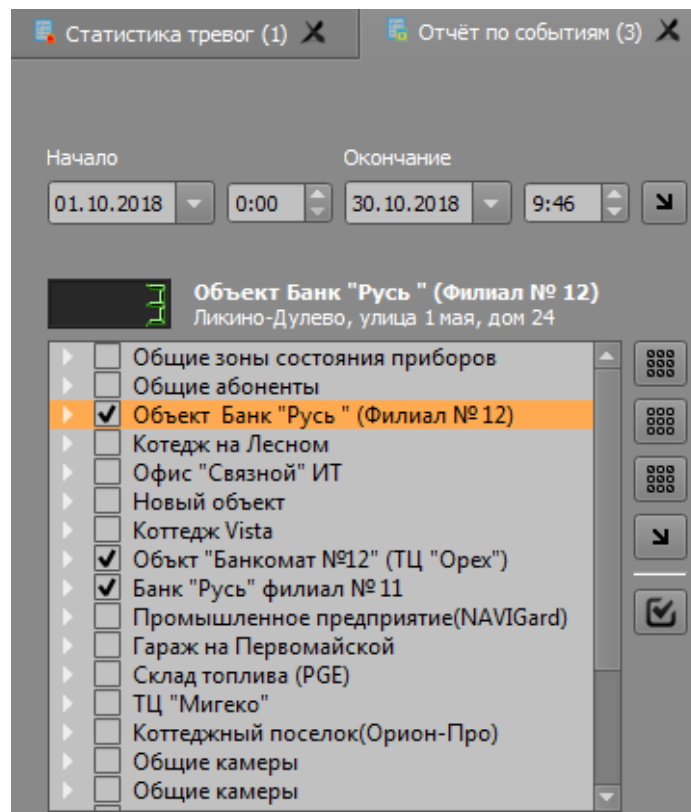 Статистика тревог (1)
Отчёт по событиям (3)
Начало
Окончание
01.10.2018
0:00
30.10.2018
9:46
3
Объект Банк "Русь " (Филиал № 12)
Ликино-Дулево, улица 1 мая, дом 24
Общие зоны состояния приборов
Общие абоненты
Объект Банк "Русь " (Филиал № 12)
Котедж на Лесном
Офис "Связной" ИТ
Новый объект
Коттедж Vista
Объкт "Банкомат №12" (ТЦ "Орех")
Банк "Русь" филиал № 11
Промышленное предприятие(NAVIGard)
Гараж на Первомайской
Склад топлива (PGE)
ТЦ "Мигеко"
Коттеджный поселок(Орион-Про)
Общие камеры
Общие камеры